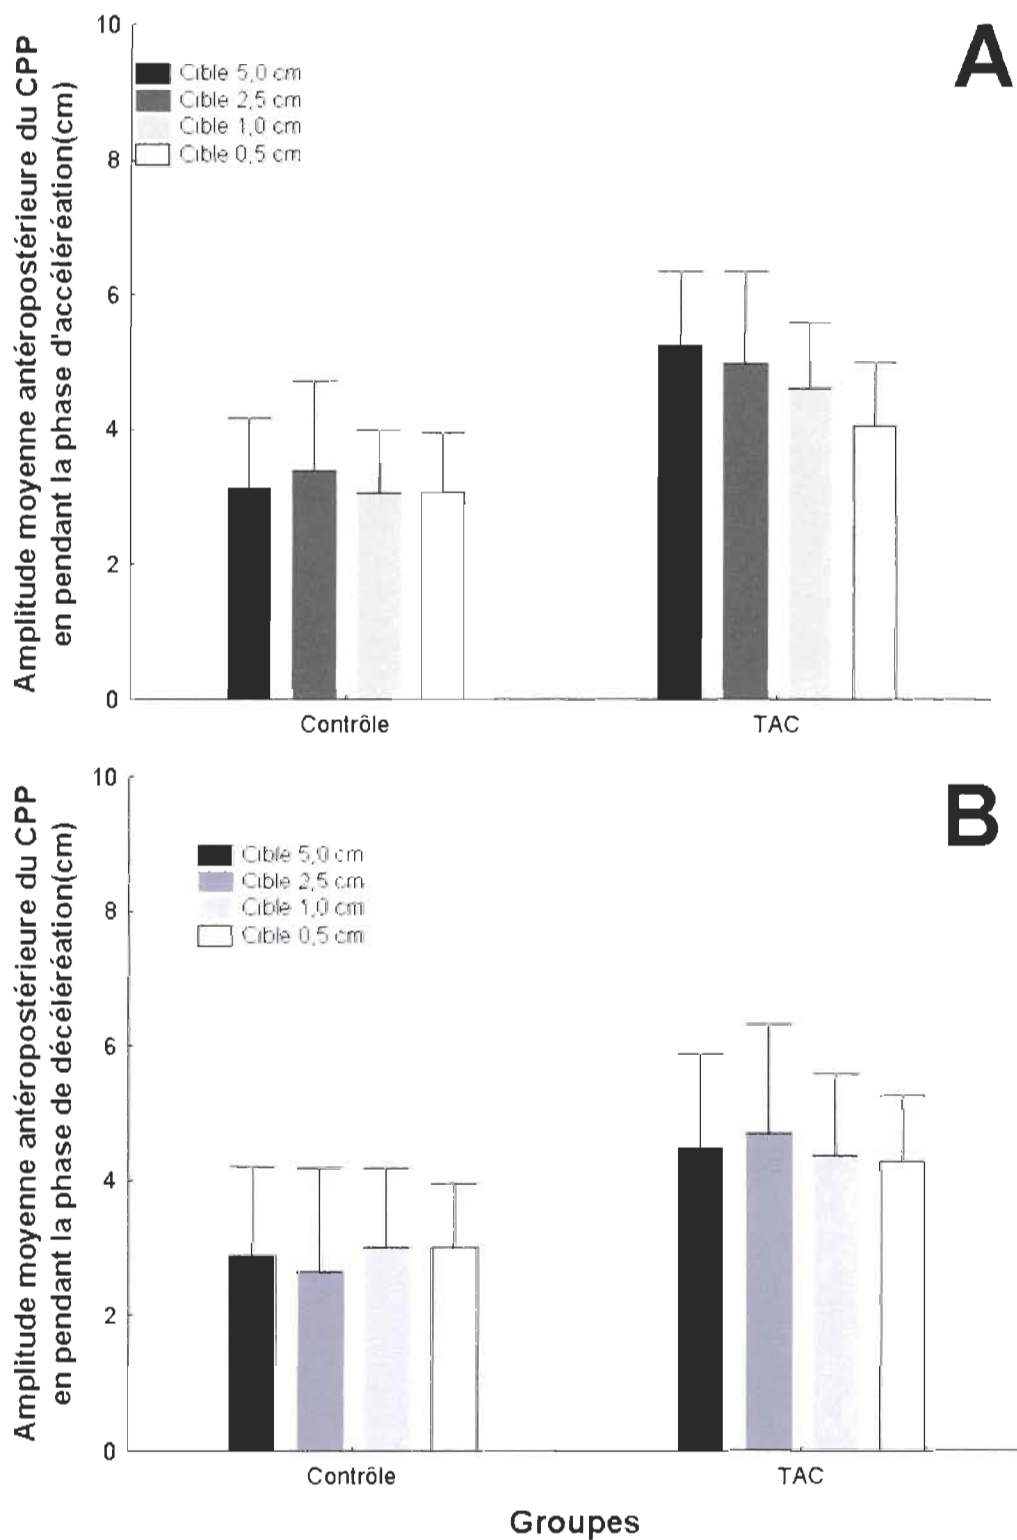 A
10
8
6
4
2
0
Amplitude moyenne antéropostérieure du CPP
en pendant la phase d'accéléréation(cm)
Cible 5,0 cm
Cible 2,5 cm
Cible 1,0 cm
Cible 0,5 cm
Contrôle
TAC
B
10
8
6
4
2
0
Amplitude moyenne antéropostérieure du CPP
en pendant la phase de décéléréation(cm)
Cible 5,0 cm
Cible 2,5 cm
Cible 1,0 cm
Cible 0,5 cm
Contrôle
TAC
Groupes